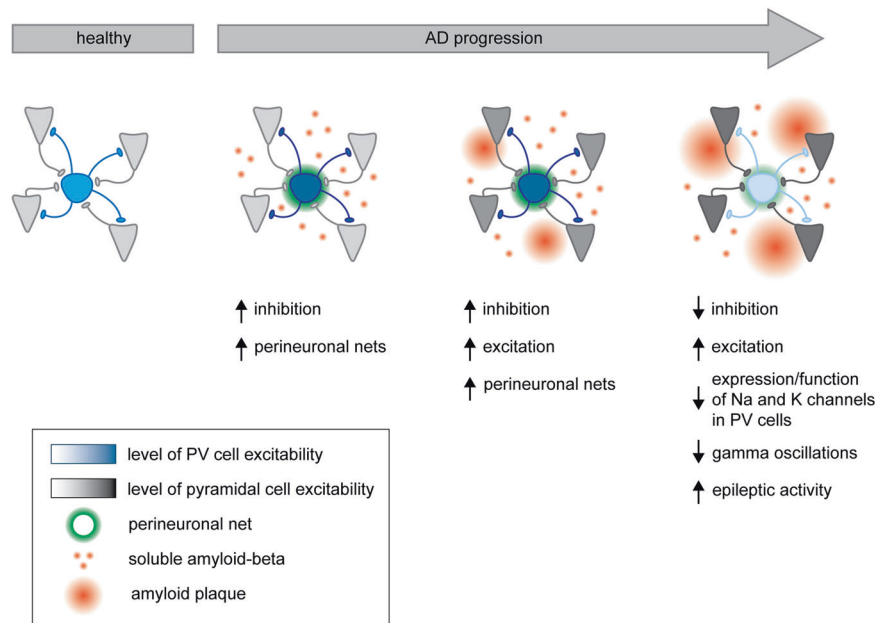 healthy
AD progression
inhibition
perineuronal nets
inhibition
excitation
perineuronal nets
inhibition
excitation
expression/function
of Na and K channels
in PV cells
gamma oscillations
epileptic activity
level of PV cell excitability
level of pyramidal cell excitability
perineuronal net
soluble amyloid-beta
amyloid plaque